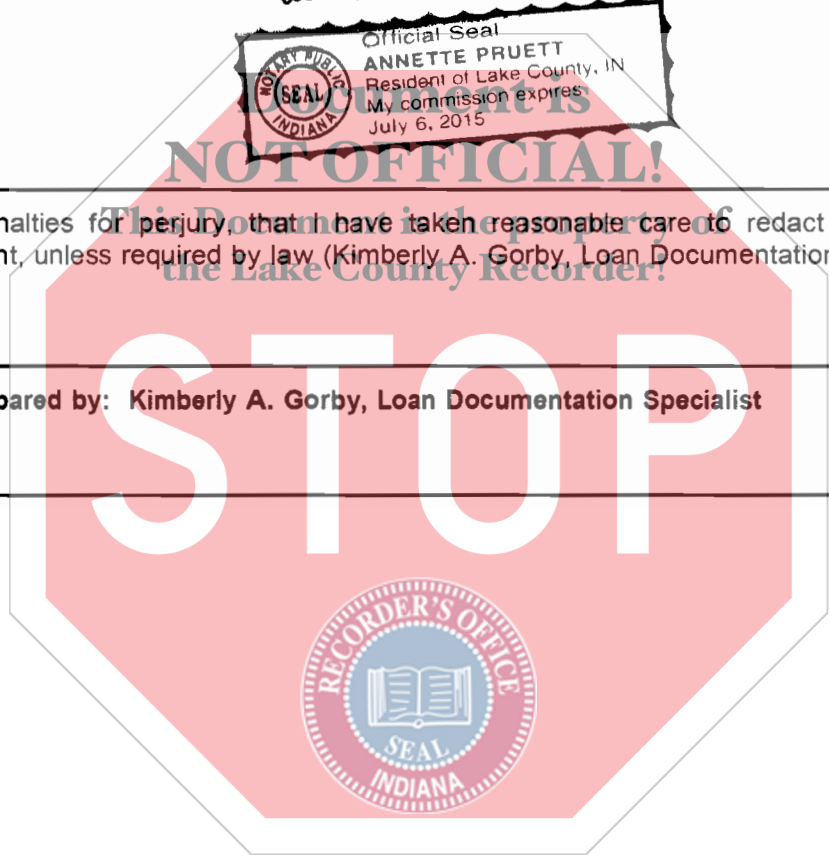 Official Seal
ANNETTE PRUETT
Resident of Lake County, IN
My commission expires
July 6, 2015
NOTARY PUBLIC
SEAL
INDIANA
Document is
NOT OFFICIAL!
This Document is the property of
the Lake County Recorder!
nalties for perjury, that I have taken reasonable care to redact
nt, unless required by law (Kimberly A. Gorby, Loan Documentation
pared by: Kimberly A. Gorby, Loan Documentation Specialist
STOP
RECORDER'S OFFICE
SEAL
INDIANA